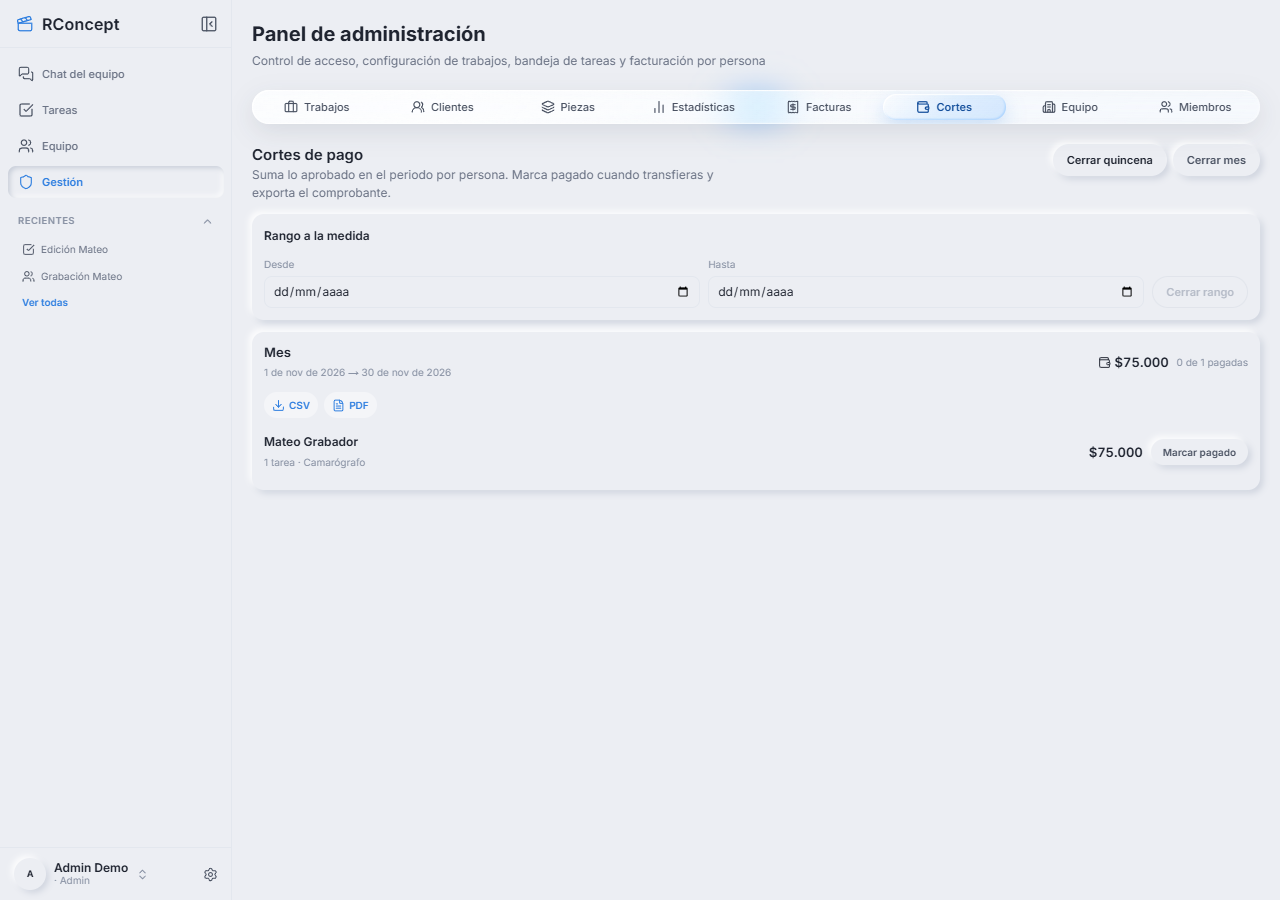 RConcept
Chat del equipo
Tareas
Equipo
Gestión
RECIENTES
Edición Mateo
Grabación Mateo
Ver todas
A
Admin Demo
· Admin
Panel de administración
Control de acceso, configuración de trabajos, bandeja de tareas y facturación por persona
Trabajos
Clientes
Piezas
Estadísticas
Facturas
Cortes
Equipo
Miembros
Cortes de pago
Suma lo aprobado en el periodo por persona. Marca pagado cuando transfieras y
exporta el comprobante.
Cerrar quincena
Cerrar mes
Rango a la medida
Desde
dd/mm/aaaa
Hasta
dd/mm/aaaa
Cerrar rango
Mes
1 de nov de 2026 → 30 de nov de 2026
$75.000 0 de 1 pagadas
CSV
PDF
Mateo Grabador
1 tarea · Camarógrafo
$75.000
Marcar pagado